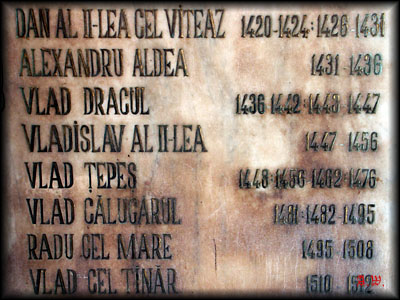 DAN AL II-LEA CEL VITEAZ 1420-1424:1426 1431
ALEXANDRU ALDEA 1431-1436
VLAD DRACUL 1436 1442:1443 1447
VLADISLAV AL II-LEA 1447-1456
VLAD ȚEPEȘ 1448:1456 1462:1476
VLAD CĂLUGARUL 1481:1482-1495
RADU CEL MARE 1495-1508
VLAD CEL TÎNĂR 1510